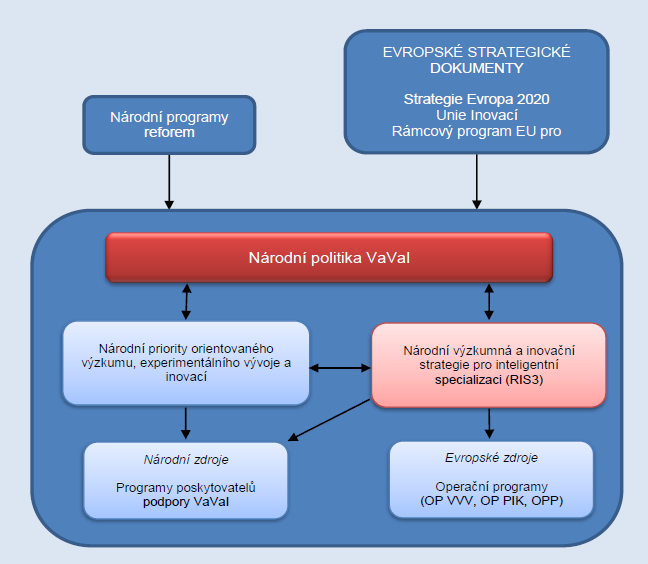 EVROPSKÉ STRATEGICKÉ
DOKUMENTY
Strategie Evropa 2020
Unie Inovací
Rámcový program EU pro
Národní programy
reforem
Národní politika VaVaI
Národní priority orientovaného
výzkumu, experimentálního vývoje a
inovací
Národní výzkumná a inovační
strategie pro inteligentní
specializaci (RIS3)
Národní zdroje
Programy poskytovatelů
podpory VaVaI
Evropské zdroje
Operační programy
(OP VVV, OP PIK, OPP)